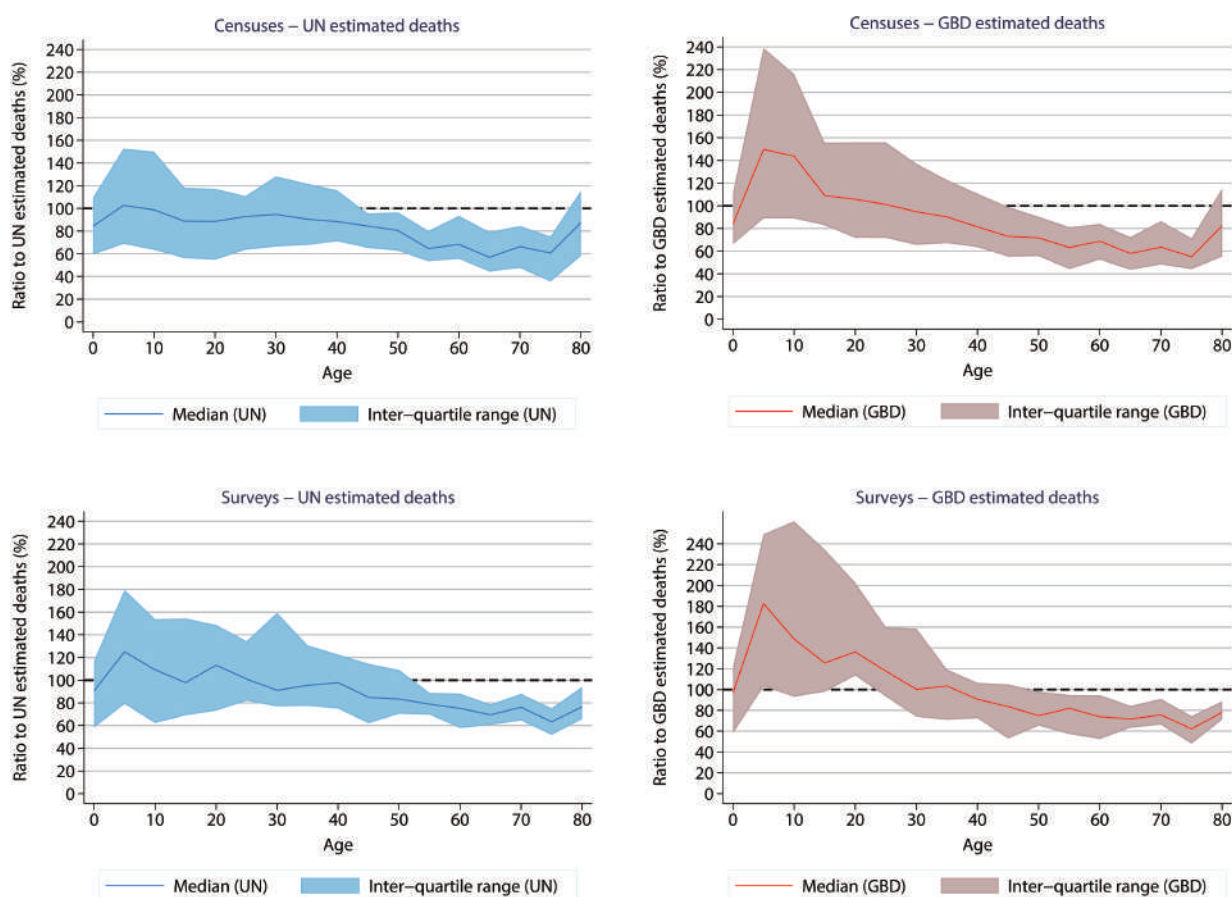 Censuses – UN estimated deaths
Ratio to UN estimated deaths (%)
240
220
200
180
160
140
120
100
80
60
40
20
0
0 10 20 30 40 50 60 70 80
Age
Median (UN) Inter–quartile range (UN)
Censuses – GBD estimated deaths
Ratio to GBD estimated deaths (%)
240
220
200
180
160
140
120
100
80
60
40
20
0
0 10 20 30 40 50 60 70 80
Age
Median (GBD) Inter–quartile range (GBD)
Surveys – UN estimated deaths
Ratio to UN estimated deaths (%)
240
220
200
180
160
140
120
100
80
60
40
20
0
0 10 20 30 40 50 60 70 80
Age
Median (UN) Inter–quartile range (UN)
Surveys – GBD estimated deaths
Ratio to GBD estimated deaths (%)
240
220
200
180
160
140
120
100
80
60
40
20
0
0 10 20 30 40 50 60 70 80
Age
Median (GBD) Inter–quartile range (GBD)